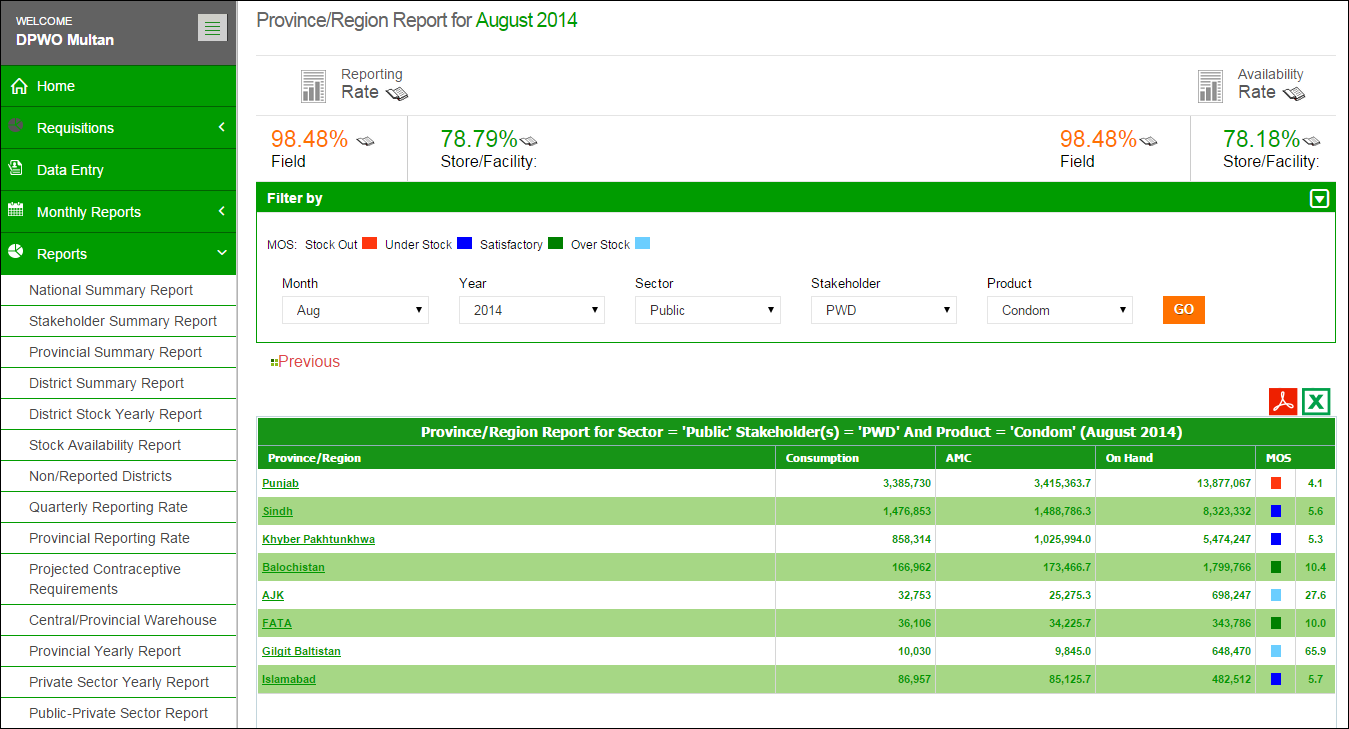 WELCOME
DPWO Multan
Home
Requisitions
Data Entry
Monthly Reports
Reports
National Summary Report
Stakeholder Summary Report
Provincial Summary Report
District Summary Report
District Stock Yearly Report
Stock Availability Report
Non/Reported Districts
Quarterly Reporting Rate
Provincial Reporting Rate
Projected Contraceptive
Requirements
Central/Provincial Warehouse
Provincial Yearly Report
Private Sector Yearly Report
Public-Private Sector Report
Province/Region Report for August 2014
Reporting
Rate
Availability
Rate
98.48% 78.79% 98.48% 78.18%
Field Store/Facility: Field Store/Facility:
Filter by
MOS: Stock Out Under Stock Satisfactory Over Stock
Month Year Sector Stakeholder Product
Aug 2014 Public PWD Condom GO
Previous
Province/Region Report for Sector = 'Public' Stakeholder(s) = 'PWD' And Product = 'Condom' (August 2014)
Province/Region Consumption AMC On Hand MOS
Punjab 3,385,730 3,415,363.7 13,877,067 4.1
Sindh 1,476,853 1,488,786.3 8,323,332 5.6
Khyber Pakhtunkhwa 858,314 1,025,994.0 5,474,247 5.3
Balochistan 166,962 173,466.7 1,799,766 10.4
AJK 32,753 25,275.3 698,247 27.6
FATA 36,106 34,225.7 343,786 10.0
Gilgit Baltistan 10,030 9,845.0 648,470 65.9
Islamabad 86,957 85,125.7 482,512 5.7